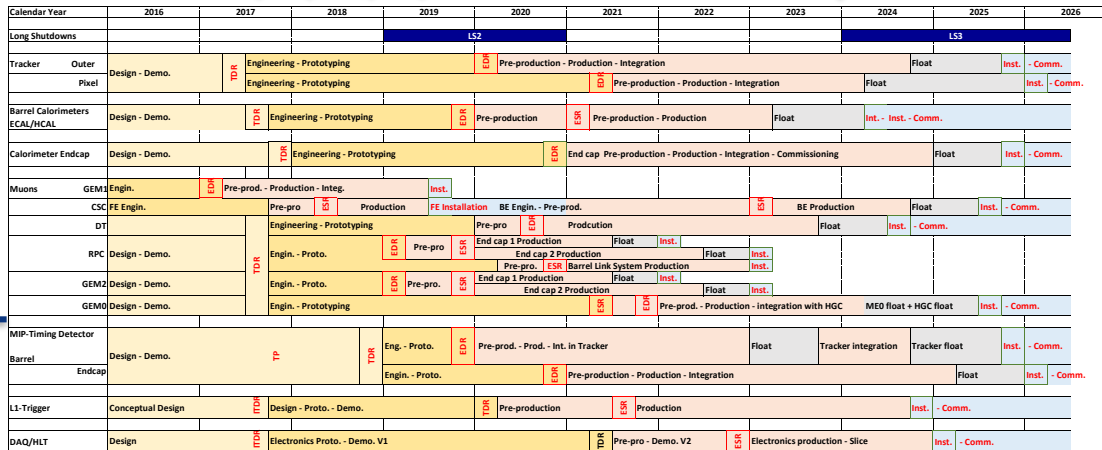 Calendar Year 2016 2017 2018 2019 2020 2021 2022 2023 2024 2025 2026
Long Shutdowns LS2 LS3
Tracker Outer Design - Demo. TDR Engineering - Prototyping EDR Pre-production - Production - Integration Float Inst. - Comm.
Pixel Engineering - Prototyping EDR Pre-production - Production - Integration Float Inst. - Comm.
Barrel Calorimeters
ECAL/HCAL Design - Demo. TDR Engineering - Prototyping EDR Pre-production ESR Pre-production - Production Float Int. - Inst. - Comm.
Calorimeter Endcap Design - Demo. TDR Engineering - Prototyping EDR End cap Pre-production - Production - Integration - Commissioning Float Inst. - Comm.
Muons GEM1 Engin. EDR Pre-prod. - Production - Integ. Inst.
CSC FE Engin. Pre-pro ESR Production FE Installation BE Engin. - Pre-prod. ESR BE Production Float Inst. - Comm.
DT Engineering - Prototyping Pre-pro EDR Prodcution Float Inst. - Comm.
RPC Design - Demo. TDR Engin. - Proto. EDR Pre-pro ESR End cap 1 Production Float Inst.
End cap 2 Production Float Inst.
Pre-pro. ESR Barrel Link System Production Inst.
GEM2 Design - Demo. Engin. - Proto. EDR Pre-pro. ESR End cap 1 Production Float Inst.
End cap 2 Production Float Inst.
GEM0 Design - Demo. Engin. - Prototyping ESR EDR Pre-prod. - Production - integration with HGC ME0 float + HGC float Inst. - Comm.
MIP-Timing Detector
Barrel Design - Demo. TP TDR Eng. - Proto. EDR Pre-prod. - Prod. - Int. in Tracker Float Tracker integration Tracker float Inst. - Comm.
Endcap Engin. - Proto. EDR Pre-production - Production - Integration Float Inst. - Comm.
L1-Trigger Conceptual Design ITDR Design - Proto. - Demo. TDR Pre-production ESR Production Inst. - Comm.
DAQ/HLT Design ITDR Electronics Proto. - Demo. V1 TDR Pre-pro - Demo. V2 ESR Electronics production - Slice Inst. - Comm.